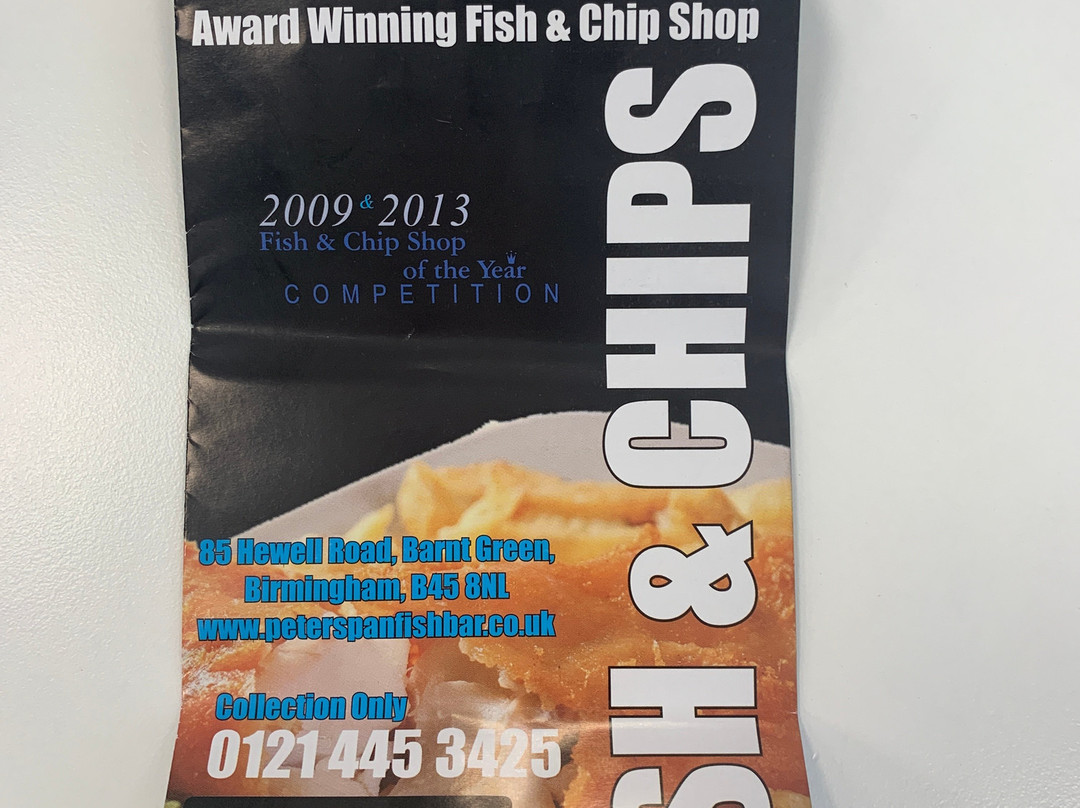 Award Winning Fish & Chip Shop
2009 & 2013
Fish & Chip Shop
of the Year
COMPETITION
85 Hewell Road, Barnt Green,
Birmingham, B45 8NL
www.peterspanfishbar.co.uk
Collection Only
0121 445 3425
SH & CHIPS